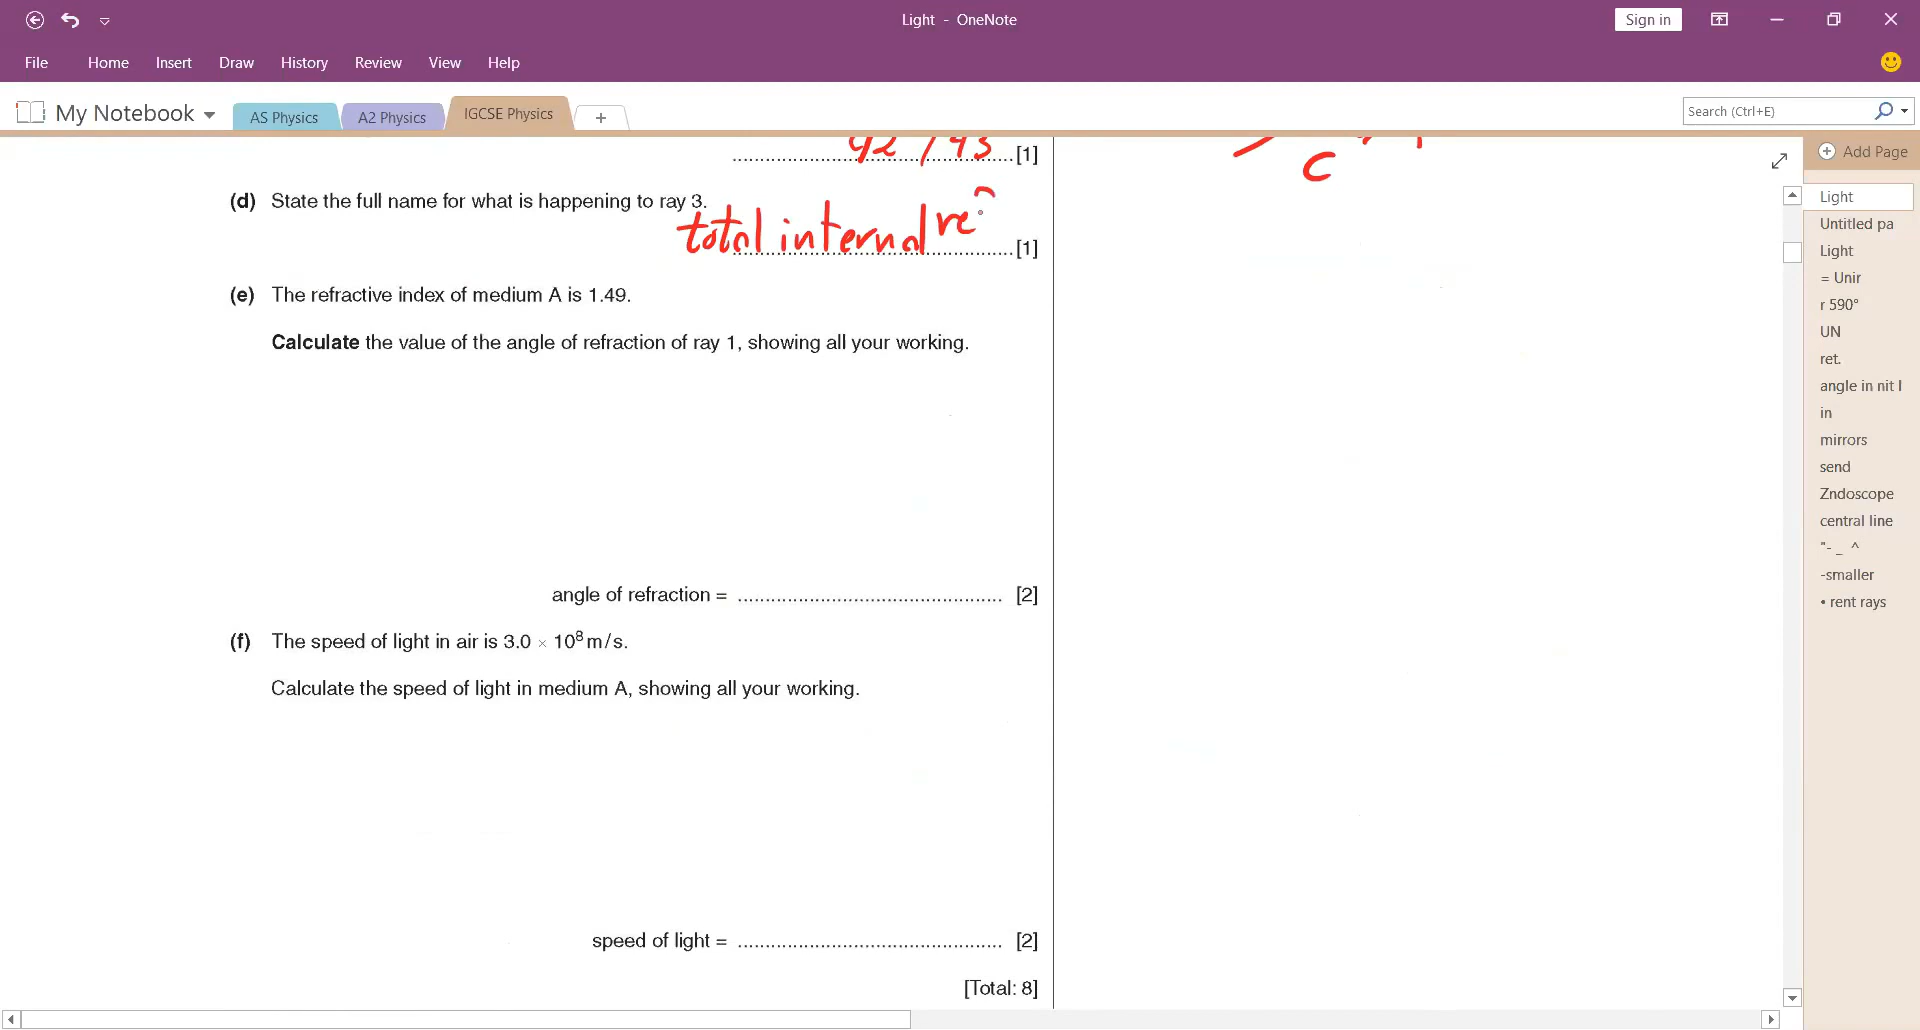 Light - OneNote
Sign in
File Home Insert Draw History Review View Help
My Notebook
AS Physics
A2 Physics
IGCSE Physics
Search (Ctrl+E)
Add Page
42 / 43
.................................................[1]
C
(d) State the full name for what is happening to ray 3.
total internal re
.................................................[1]
(e) The refractive index of medium A is 1.49.
Calculate the value of the angle of refraction of ray 1, showing all your working.
angle of refraction = ................................................ [2]
(f) The speed of light in air is 3.0 × 10⁸ m/s.
Calculate the speed of light in medium A, showing all your working.
speed of light = ................................................ [2]
[Total: 8]
Light
Untitled pa
Light
= Unir
r 590°
UN
ret.
angle in nit I
in
mirrors
send
Zndoscope
central line
"- _ ^
-smaller
• rent rays